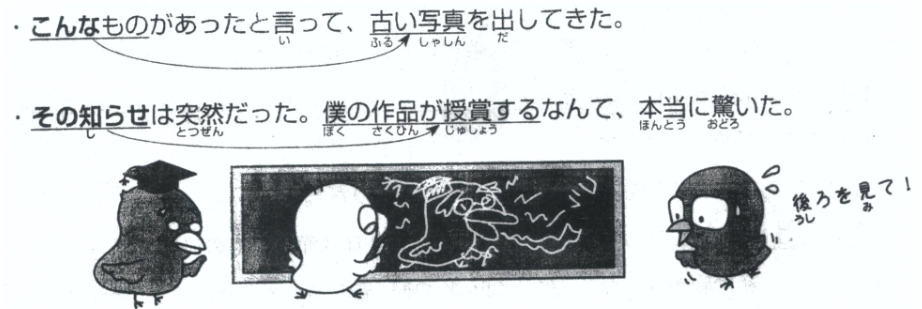 ・こんなものがあったと言って、古い写真を出してきた。
い ふる しゃしん だ
・その知らせは突然だった。僕の作品が授賞するなんて、本当に驚いた。
し とつぜん ぼく さくひん じゅしょう ほんとう おどろ
後ろを見て！
うし み